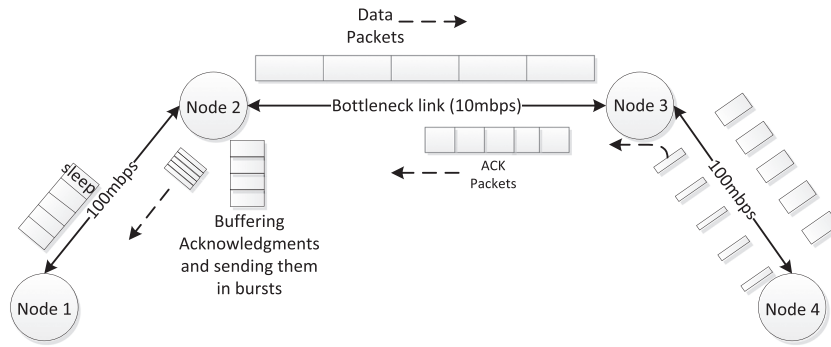 Data
Packets
Node 2
Bottleneck link (10mbps)
Node 3
sleep
100mbps
ACK
Packets
100mbps
Buffering
Acknowledgments
and sending them
in bursts
Node 1
Node 4